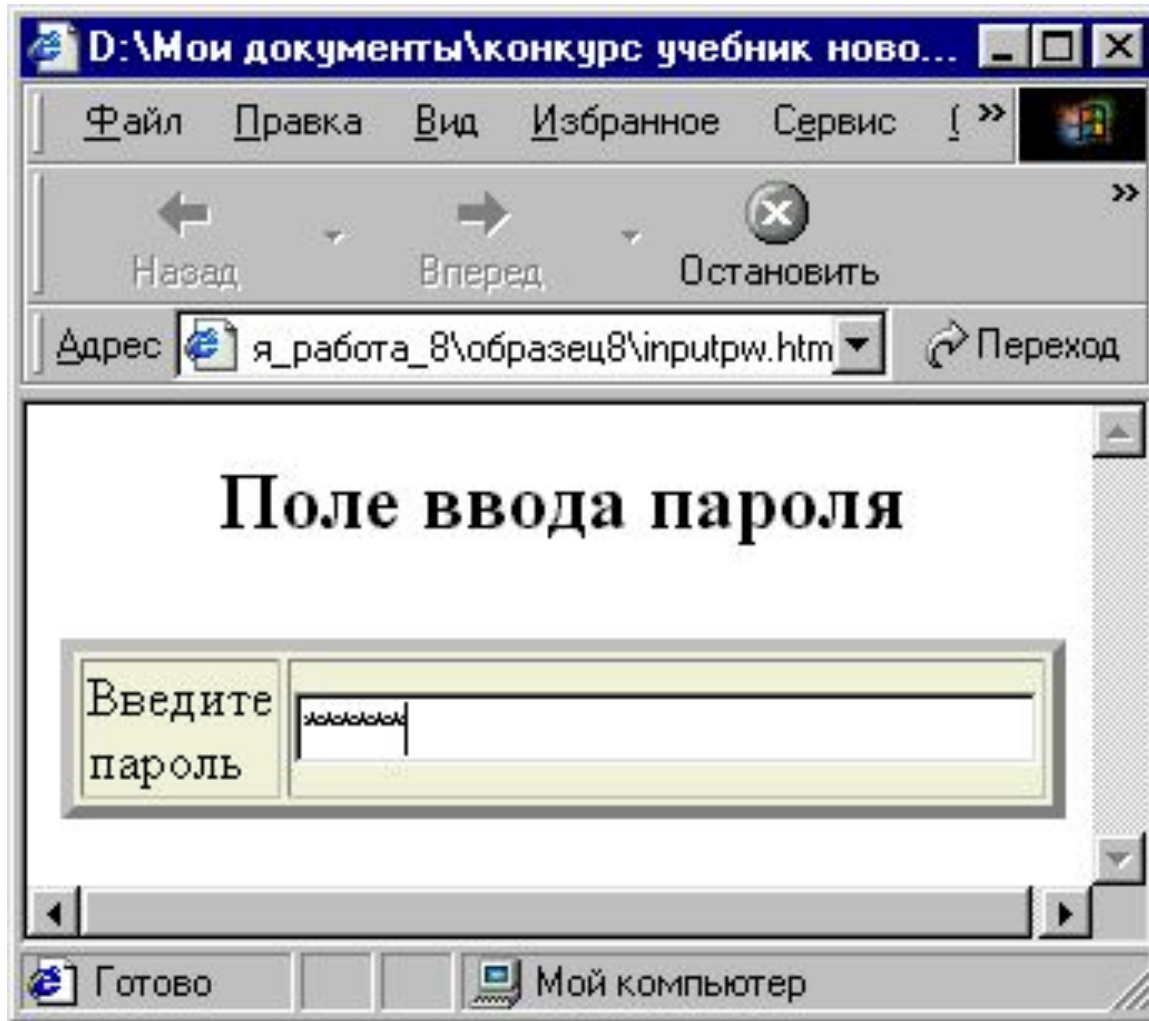 D:\Мои документы\конкурс учебник ново...
Файл Правка Вид Избранное Сервис »
»
Назад Вперед Остановить
Адрес я_работа_8\образец8\inputpw.htm Переход
Поле ввода пароля
Введите
пароль
Готово Мой компьютер